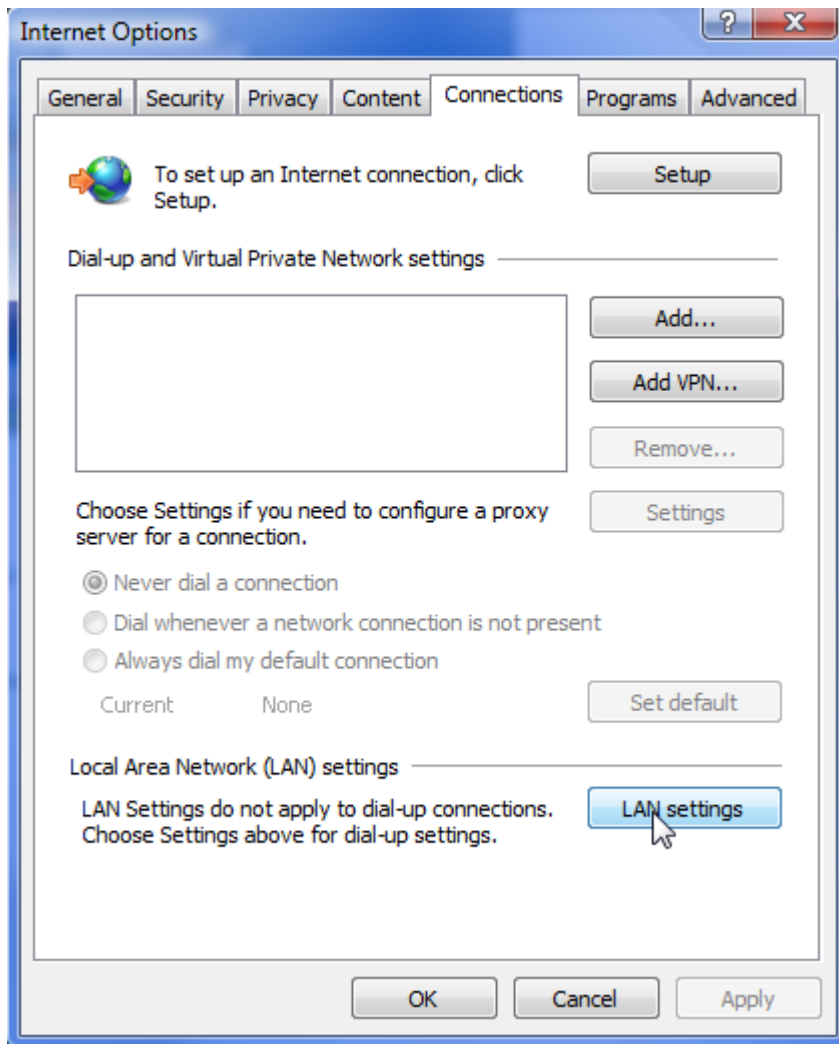 Internet Options
?
X
General Security Privacy Content Connections Programs Advanced
To set up an Internet connection, click
Setup.
Setup
Dial-up and Virtual Private Network settings
Add...
Add VPN...
Remove...
Choose Settings if you need to configure a proxy
server for a connection.
Settings
Never dial a connection
Dial whenever a network connection is not present
Always dial my default connection
Current None
Set default
Local Area Network (LAN) settings
LAN Settings do not apply to dial-up connections.
Choose Settings above for dial-up settings.
LAN settings
OK Cancel Apply